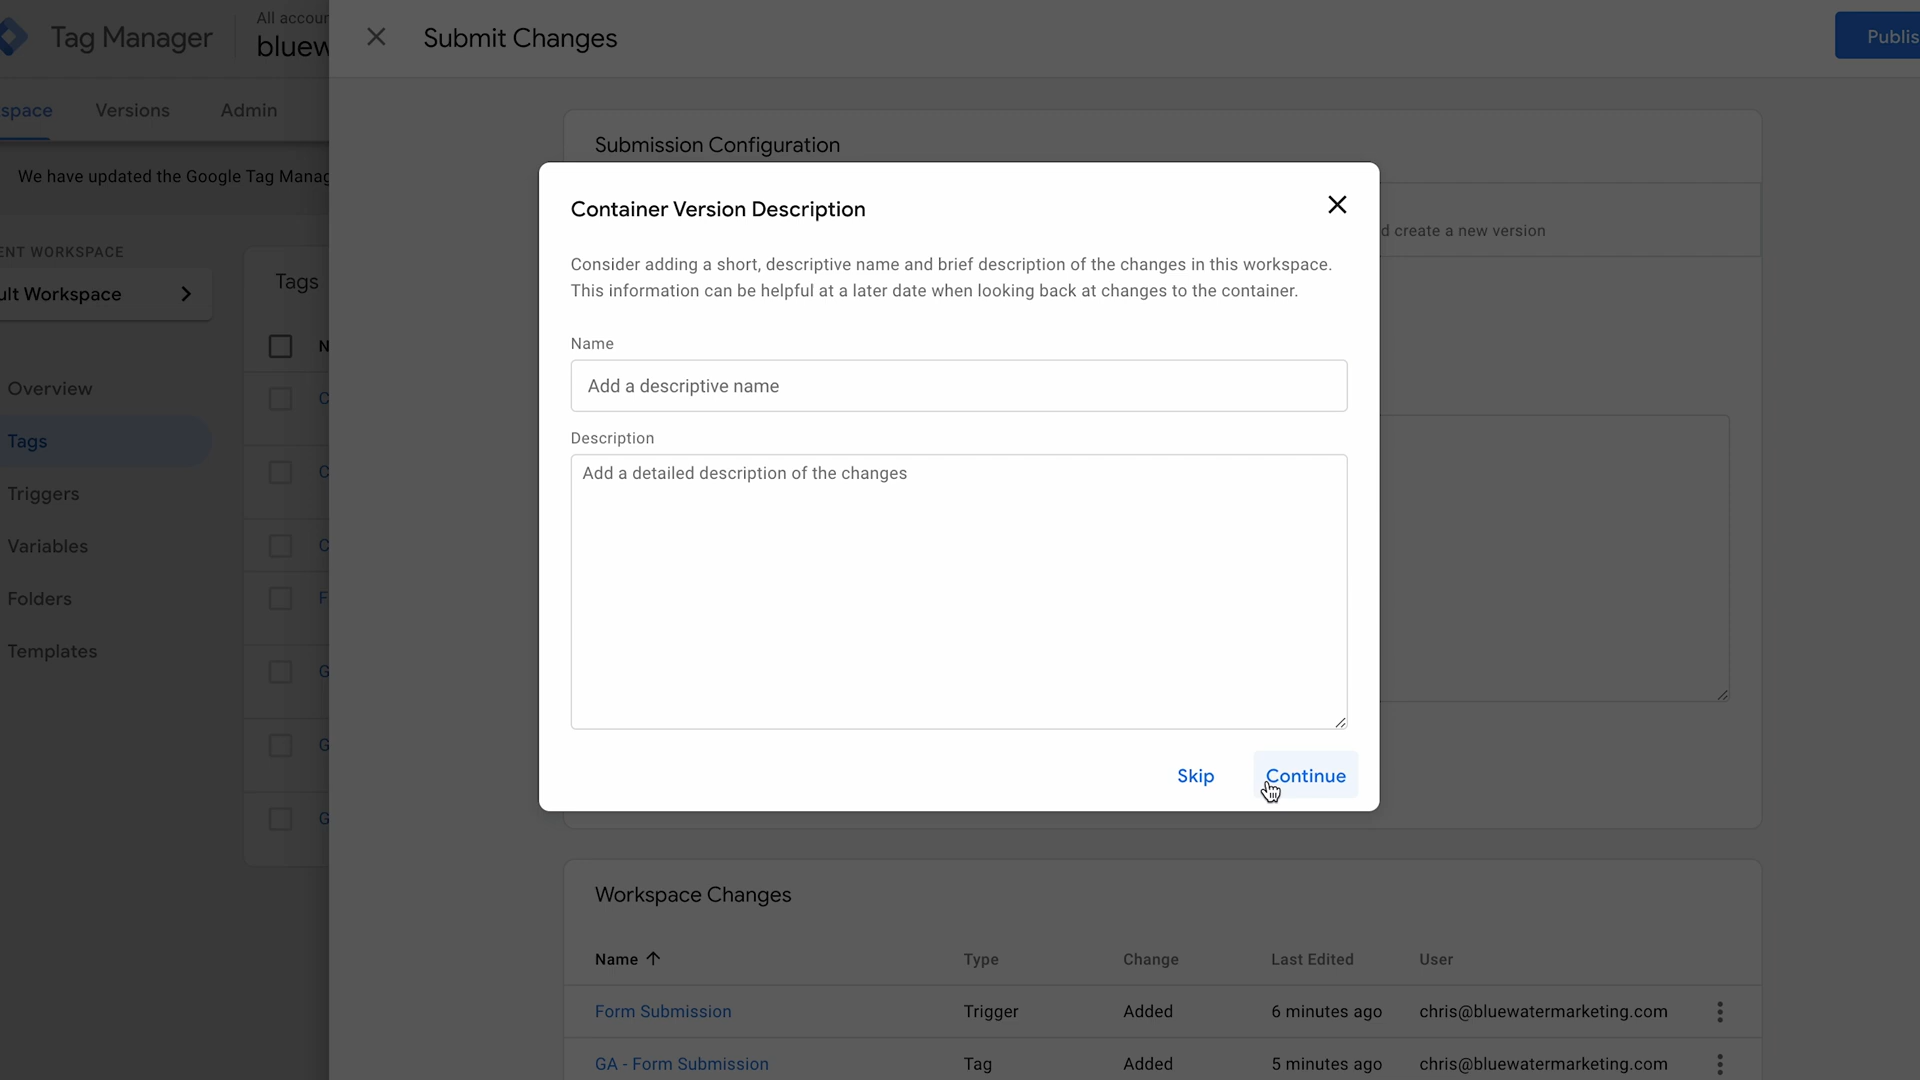 Tag Manager
All accoun
bluew
Submit Changes
Publis
space
Versions
Admin
We have updated the Google Tag Manag
ENT WORKSPACE
ult Workspace
Overview
Tags
Triggers
Variables
Folders
Templates
Tags
N
C
C
C
F
G
G
G
Submission Configuration
d create a new version
Container Version Description
Consider adding a short, descriptive name and brief description of the changes in this workspace.
This information can be helpful at a later date when looking back at changes to the container.
Name
Add a descriptive name
Description
Add a detailed description of the changes
Skip
Continue
Workspace Changes
Name
Type
Change
Last Edited
User
Form Submission
Trigger
Added
6 minutes ago
chris@bluewatermarketing.com
GA - Form Submission
Tag
Added
5 minutes ago
chris@bluewatermarketing.com